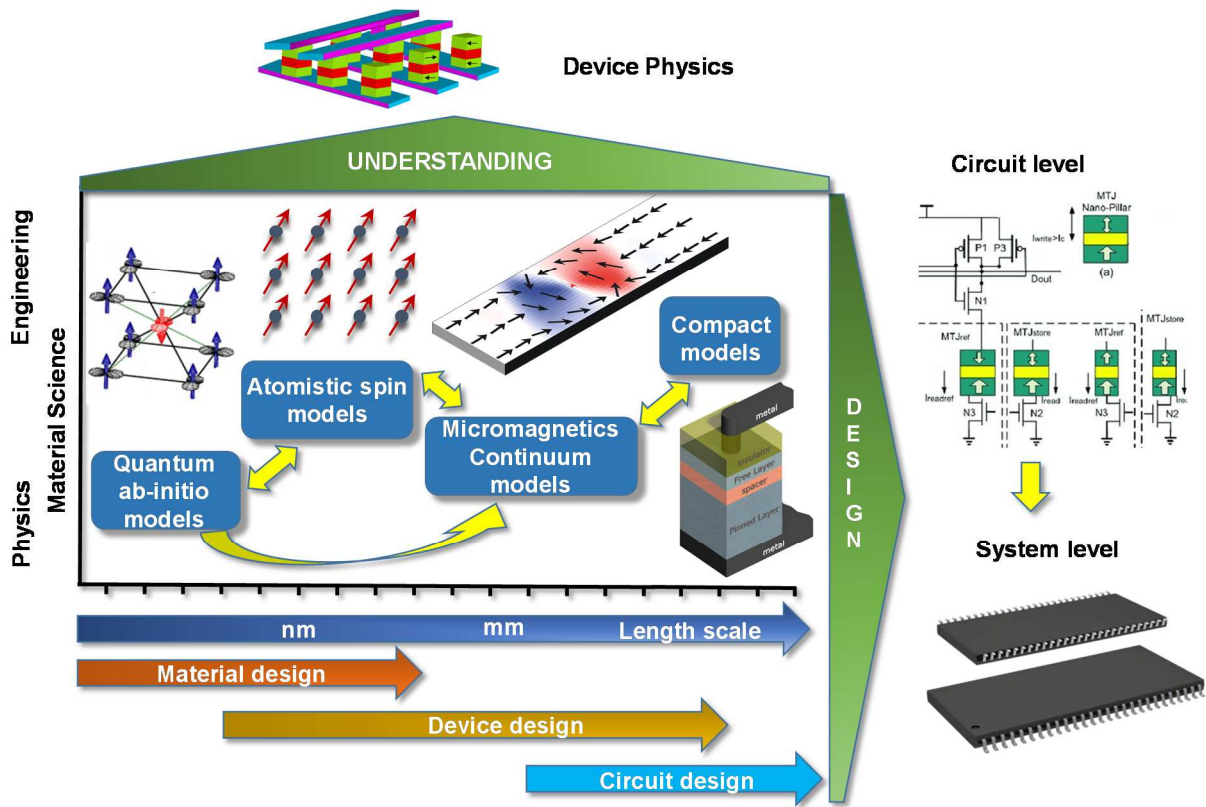 Device Physics
UNDERSTANDING
Engineering
Material Science
Physics
Quantum
ab-initio
models
Atomistic spin
models
Micromagnetics
Continuum
models
Compact
models
metal
insulator
Free Layer
spacer
Pinned Layer
metal
nm
mm
Length scale
Material design
Device design
Circuit design
DESIGN
Circuit level
MTJ
Nano-Pillar
Iwrite>Ic
(a)
P1
P3
Dout
N1
MTJref
MTJstore
MTJref
MTJstore
Ireadref
Iread
Ireadref
N3
N2
N3
N2
System level